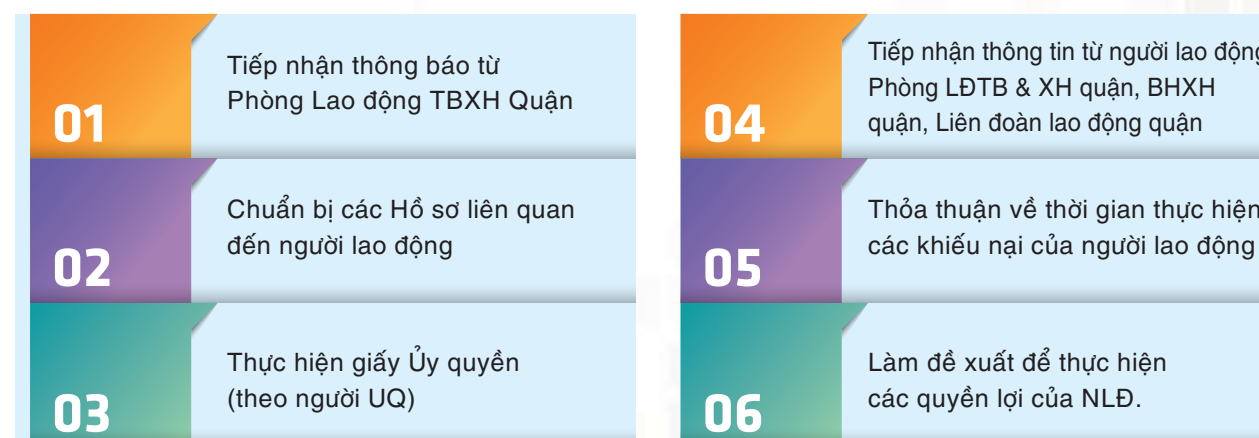 01
Tiếp nhận thông báo từ
Phòng Lao động TBXH Quận
02
Chuẩn bị các Hồ sơ liên quan
đến người lao động
03
Thực hiện giấy Ủy quyền
(theo người UQ)
04
Tiếp nhận thông tin từ người lao động
Phòng LĐTB & XH quận, BHXH
quận, Liên đoàn lao động quận
05
Thỏa thuận về thời gian thực hiện
các khiếu nại của người lao động
06
Làm đề xuất để thực hiện
các quyền lợi của NLĐ.